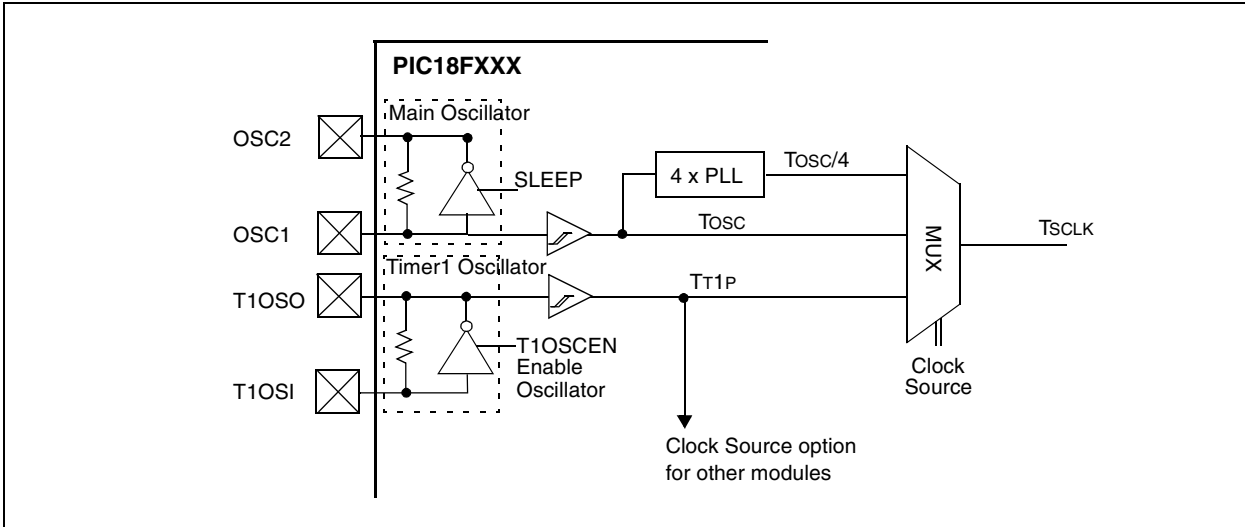 PIC18FXXX
Main Oscillator
OSC2
SLEEP
4 x PLL
TOSC/4
OSC1
TOSC
MUX
TSCLK
Timer1 Oscillator
T1OSO
TT1P
T1OSCEN
Enable
Oscillator
T1OSI
Clock
Source
Clock Source option
for other modules